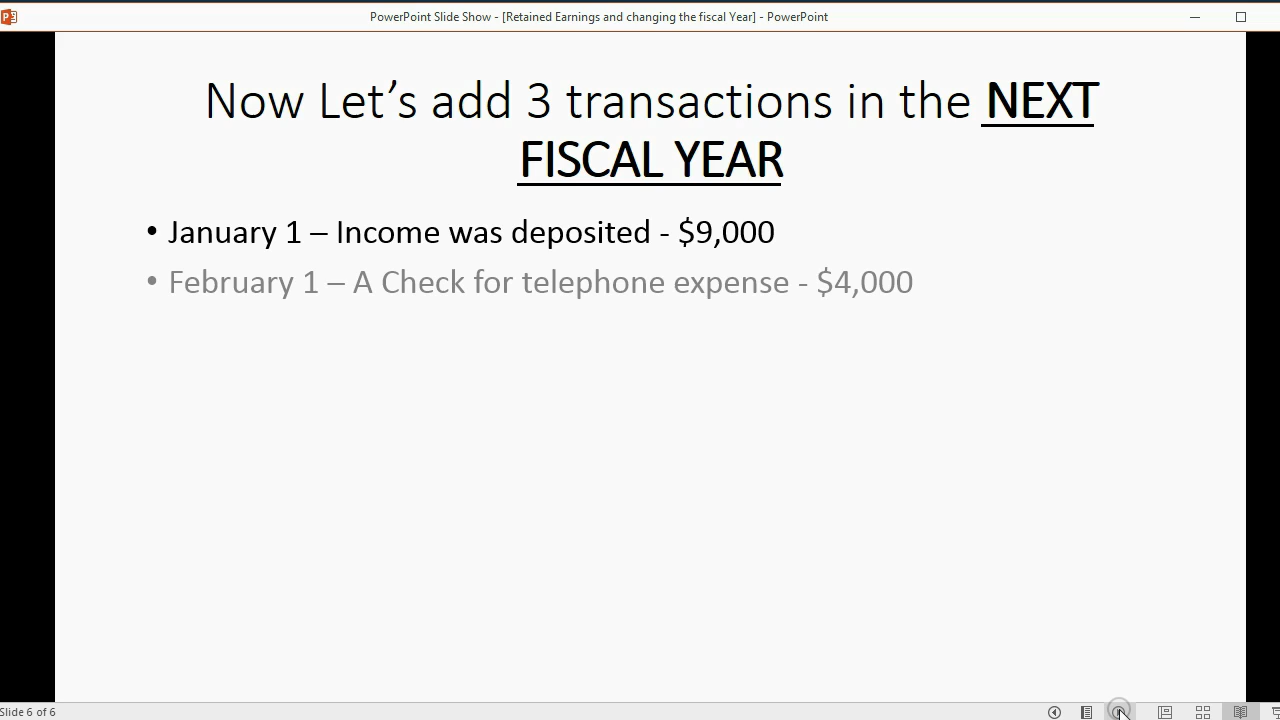 PowerPoint Slide Show - [Retained Earnings and changing the fiscal Year] - PowerPoint
Now Let’s add 3 transactions in the NEXT
FISCAL YEAR
• January 1 – Income was deposited - $9,000
• February 1 – A Check for telephone expense - $4,000
Slide 6 of 6